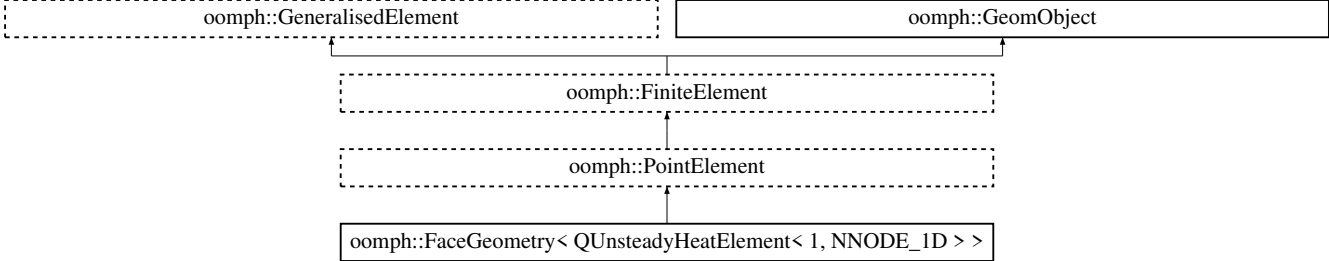 oomph::GeneralisedElement
oomph::GeomObject
oomph::FiniteElement
oomph::PointElement
oomph::FaceGeometry< QUnsteadyHeatElement< 1, NNODE_1D > >